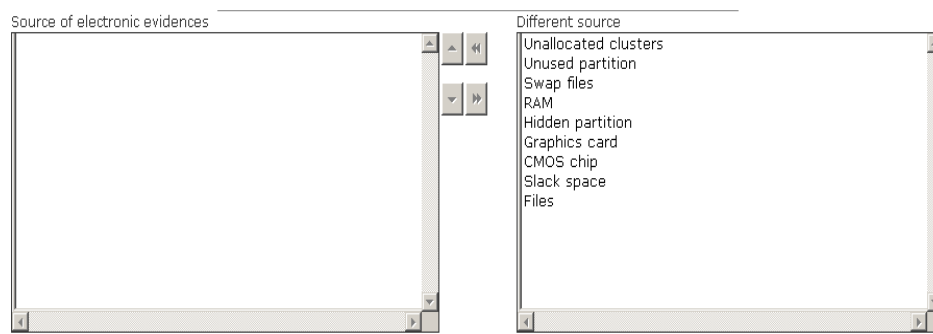 Source of electronic evidences
Different source
Unallocated clusters
Unused partition
Swap files
RAM
Hidden partition
Graphics card
CMOS chip
Slack space
Files